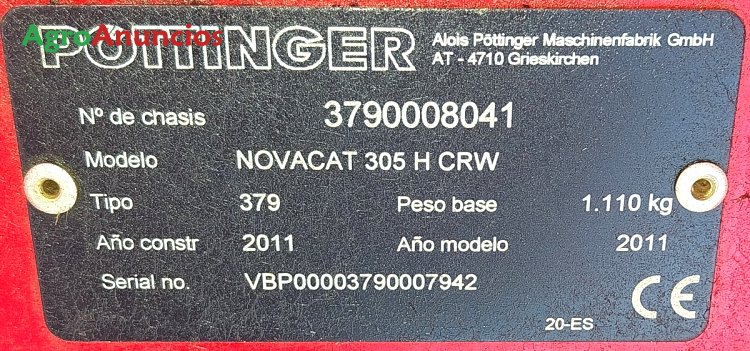 AgroAnuncios
PÖTTINGER
Alois Pöttinger Maschinenfabrik GmbH
AT - 4710 Grieskirchen
Nº de chasis 3790008041
Modelo NOVACAT 305 H CRW
Tipo 379 Peso base 1.110 kg
Año constr 2011 Año modelo 2011
Serial no. VBP00003790007942
CE
20-ES